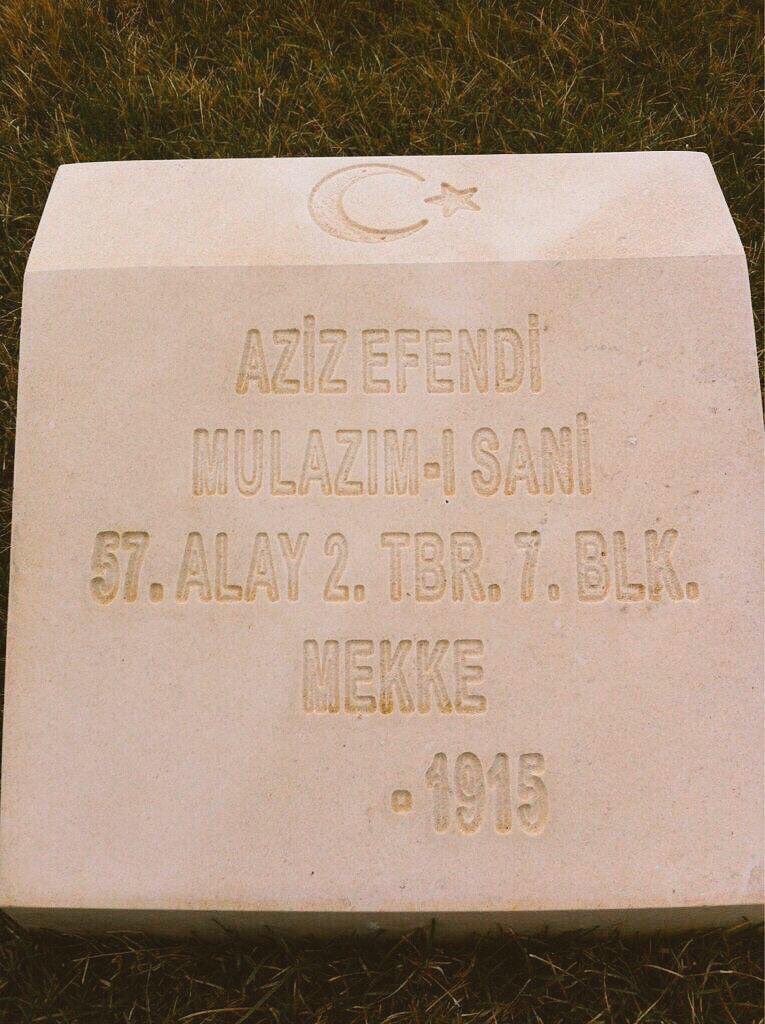 AZİZ EFENDİ
MULAZIM-I SANİ
57. ALAY 2. TBR. 7. BLK.
MEKKE
- 1915